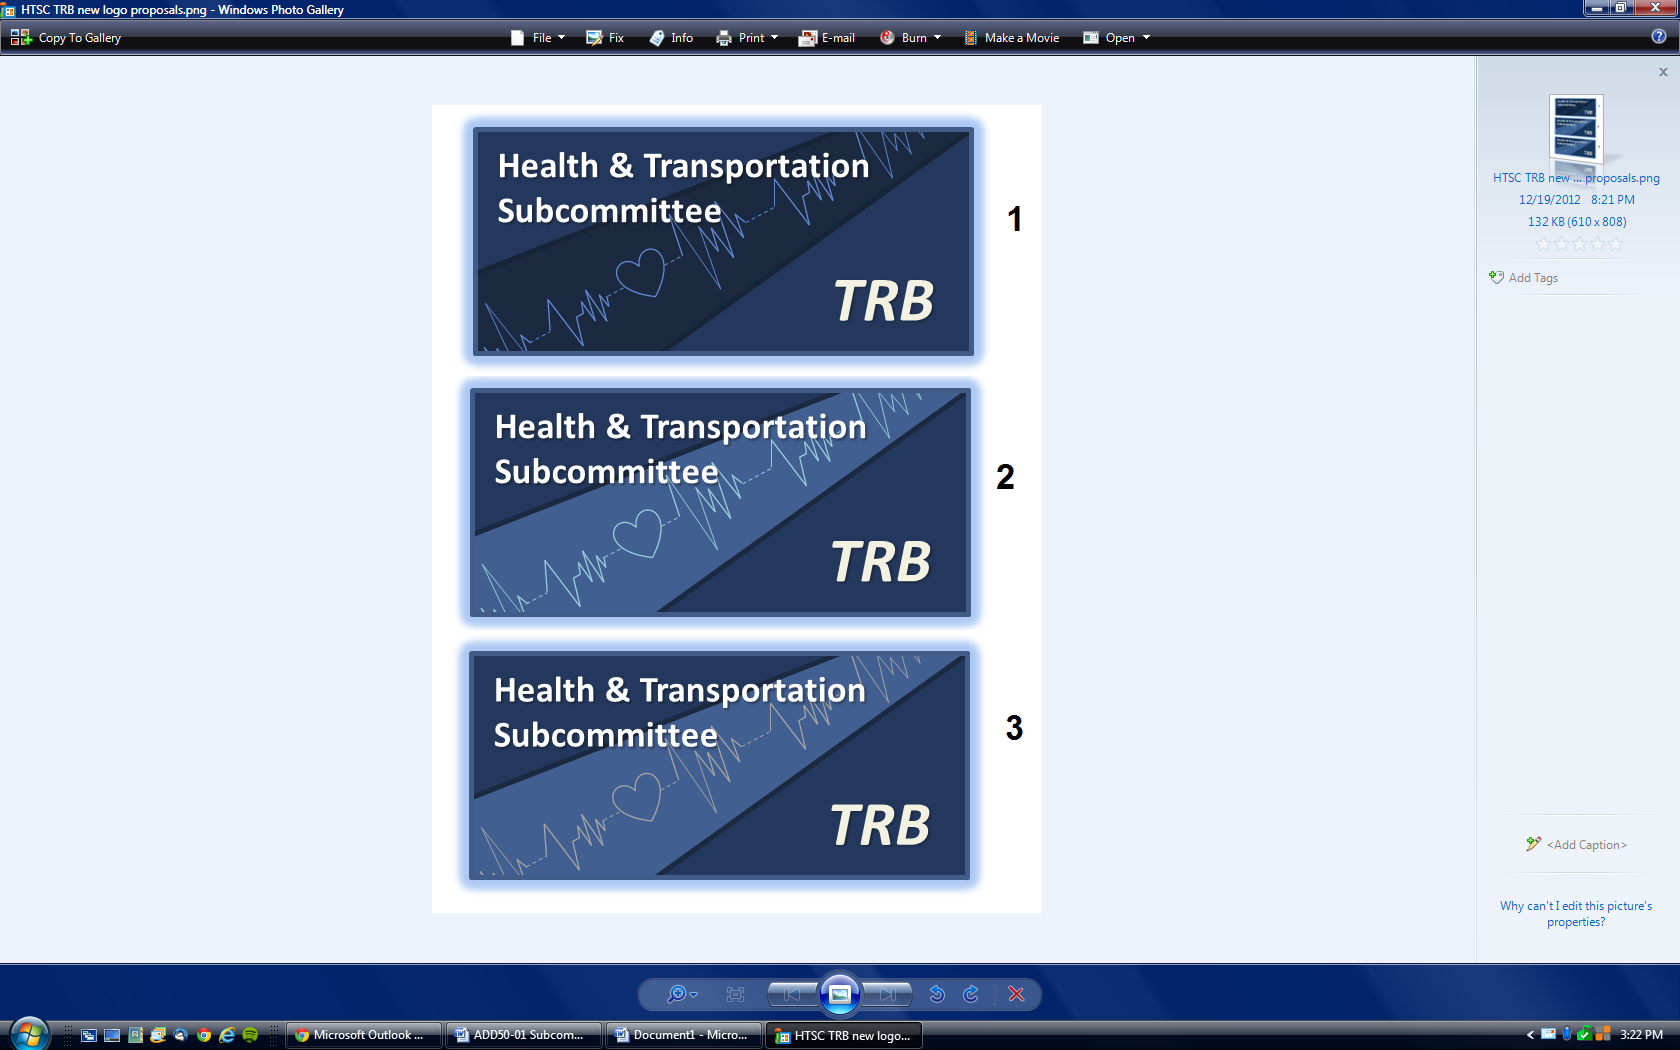 HTSC TRB new logo proposals.png - Windows Photo Gallery
Copy To Gallery
File
Fix
Info
Print
E-mail
Burn
Make a Movie
Open
Health & Transportation
Subcommittee
TRB
1
Health & Transportation
Subcommittee
TRB
2
Health & Transportation
Subcommittee
TRB
3
HTSC TRB new ... proposals.png
12/19/2012 8:21 PM
132 KB (610 x 808)
Add Tags
<Add Caption>
Why can't I edit this picture's
properties?
Microsoft Outlook ...
ADD50-01 Subcom...
Document1 - Micro...
HTSC TRB new logo...
3:22 PM